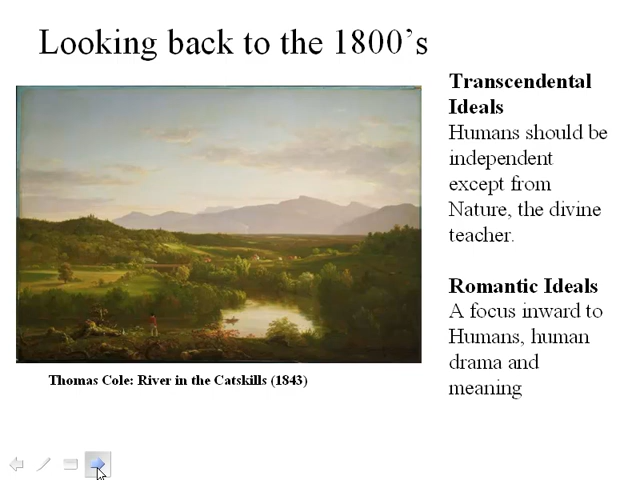 Looking back to the 1800's
Transcendental
Ideals
Humans should be
independent
except from
Nature, the divine
teacher.
Romantic Ideals
A focus inward to
Humans, human
drama and
meaning
Thomas Cole: River in the Catskills (1843)